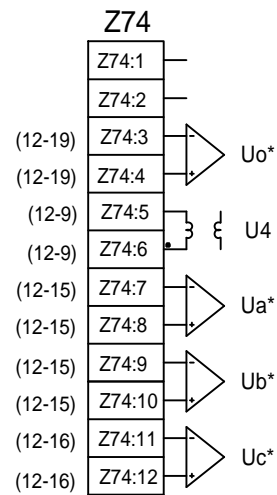 Z74
Z74:1
Z74:2
(12-19) Z74:3 -
Uo*
(12-19) Z74:4 +
(12-9) Z74:5
U4
(12-9) Z74:6
(12-15) Z74:7 -
Ua*
(12-15) Z74:8 +
(12-15) Z74:9 -
Ub*
(12-15) Z74:10 +
(12-16) Z74:11 -
Uc*
(12-16) Z74:12 +